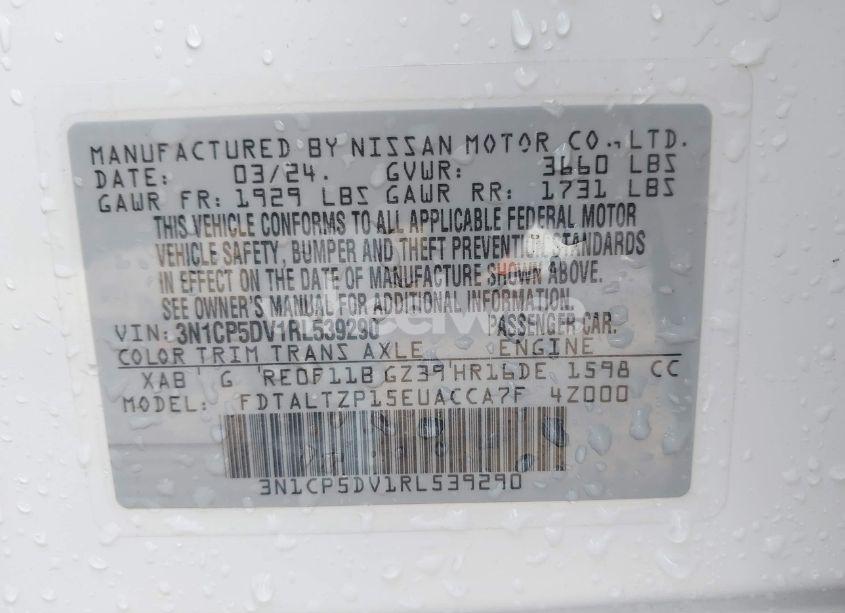 MANUFACTURED BY NISSAN MOTOR CO., LTD.
DATE: 03/24. GVWR: 3660 LBS
GAWR FR: 1929 LBS GAWR RR: 1731 LBS
THIS VEHICLE CONFORMS TO ALL APPLICABLE FEDERAL MOTOR
VEHICLE SAFETY, BUMPER AND THEFT PREVENTION STANDARDS
IN EFFECT ON THE DATE OF MANUFACTURE SHOWN ABOVE.
SEE OWNER'S MANUAL FOR ADDITIONAL INFORMATION.
VIN: 3N1CP5DV1RL539290 PASSENGER CAR.
COLOR TRIM TRANS AXLE ENGINE
XAB G RE0F11B GZ39 HR16DE 1598 CC
MODEL: FDTALTZP15EUACCA7F 4Z000
3N1CP5DV1RL539290